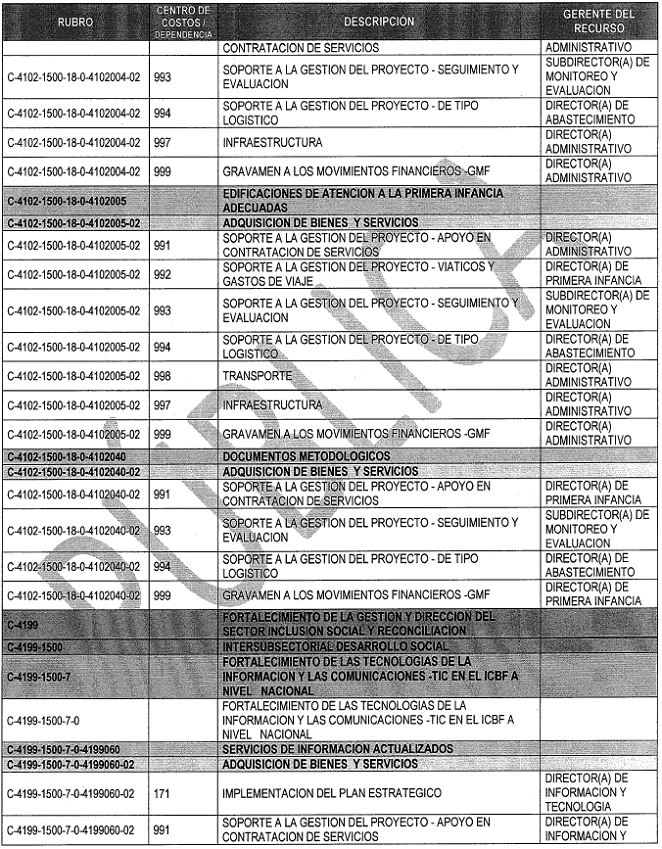 RUBRO
CENTRO DE
COSTOS /
DEPENDENCIA
DESCRIPCIÓN
GERENTE DEL
RECURSO
CONTRATACION DE SERVICIOS
ADMINISTRATIVO
C-4102-1500-18-0-4102004-02
993
SOPORTE A LA GESTION DEL PROYECTO - SEGUIMIENTO Y
EVALUACION
SUBDIRECTOR(A) DE
MONITOREO Y
EVALUACION
C-4102-1500-18-0-4102004-02
994
SOPORTE A LA GESTION DEL PROYECTO - DE TIPO
LOGISTICO
DIRECTOR(A) DE
ABASTECIMIENTO
C-4102-1500-18-0-4102004-02
997
INFRAESTRUCTURA
DIRECTOR(A)
ADMINISTRATIVO
C-4102-1500-18-0-4102004-02
999
GRAVAMEN A LOS MOVIMIENTOS FINANCIEROS -GMF
DIRECTOR(A)
ADMINISTRATIVO
C-4102-1500-18-0-4102005
EDIFICACIONES DE ATENCION A LA PRIMERA INFANCIA
ADECUADAS
C-4102-1500-18-0-4102005-02
ADQUISICION DE BIENES Y SERVICIOS
C-4102-1500-18-0-4102005-02
991
SOPORTE A LA GESTION DEL PROYECTO - APOYO EN
CONTRATACION DE SERVICIOS
DIRECTOR(A)
ADMINISTRATIVO
C-4102-1500-18-0-4102005-02
992
SOPORTE A LA GESTION DEL PROYECTO - VIATICOS Y
GASTOS DE VIAJE
DIRECTOR(A) DE
PRIMERA INFANCIA
C-4102-1500-18-0-4102005-02
993
SOPORTE A LA GESTION DEL PROYECTO - SEGUIMIENTO Y
EVALUACION
SUBDIRECTOR(A) DE
MONITOREO Y
EVALUACION
C-4102-1500-18-0-4102005-02
994
SOPORTE A LA GESTION DEL PROYECTO - DE TIPO
LOGISTICO
DIRECTOR(A) DE
ABASTECIMIENTO
C-4102-1500-18-0-4102005-02
998
TRANSPORTE
DIRECTOR(A)
ADMINISTRATIVO
C-4102-1500-18-0-4102005-02
997
INFRAESTRUCTURA
DIRECTOR(A)
ADMINISTRATIVO
C-4102-1500-18-0-4102005-02
999
GRAVAMEN A LOS MOVIMIENTOS FINANCIEROS -GMF
DIRECTOR(A)
ADMINISTRATIVO
C-4102-1500-18-0-4102040
DOCUMENTOS METODOLOGICOS
C-4102-1500-18-0-4102040-02
ADQUISICION DE BIENES Y SERVICIOS
C-4102-1500-18-0-4102040-02
991
SOPORTE A LA GESTION DEL PROYECTO - APOYO EN
CONTRATACION DE SERVICIOS
DIRECTOR(A) DE
PRIMERA INFANCIA
C-4102-1500-18-0-4102040-02
993
SOPORTE A LA GESTION DEL PROYECTO - SEGUIMIENTO Y
EVALUACION
SUBDIRECTOR(A) DE
MONITOREO Y
EVALUACION
C-4102-1500-18-0-4102040-02
994
SOPORTE A LA GESTION DEL PROYECTO - DE TIPO
LOGISTICO
DIRECTOR(A) DE
ABASTECIMIENTO
C-4102-1500-18-0-4102040-02
999
GRAVAMEN A LOS MOVIMIENTOS FINANCIEROS -GMF
DIRECTOR(A) DE
PRIMERA INFANCIA
C-4199
FORTALECIMIENTO DE LA GESTION Y DIRECCION DEL
SECTOR INCLUSION SOCIAL Y RECONCILIACION
C-4199-1500
INTERSUBSECTORIAL DESARROLLO SOCIAL
C-4199-1500-7
FORTALECIMIENTO DE LAS TECNOLOGIAS DE LA
INFORMACION Y LAS COMUNICACIONES -TIC EN EL ICBF A
NIVEL NACIONAL
C-4199-1500-7-0
FORTALECIMIENTO DE LAS TECNOLOGIAS DE LA
INFORMACION Y LAS COMUNICACIONES -TIC EN EL ICBF A
NIVEL NACIONAL
C-4199-1500-7-0-4199060
SERVICIOS DE INFORMACION ACTUALIZADOS
C-4199-1500-7-0-4199060-02
ADQUISICION DE BIENES Y SERVICIOS
C-4199-1500-7-0-4199060-02
171
IMPLEMENTACION DEL PLAN ESTRATEGICO
DIRECTOR(A) DE
INFORMACION Y
TECNOLOGIA
C-4199-1500-7-0-4199060-02
991
SOPORTE A LA GESTION DEL PROYECTO - APOYO EN
CONTRATACION DE SERVICIOS
DIRECTOR(A) DE
INFORMACION Y
PÚBLICA